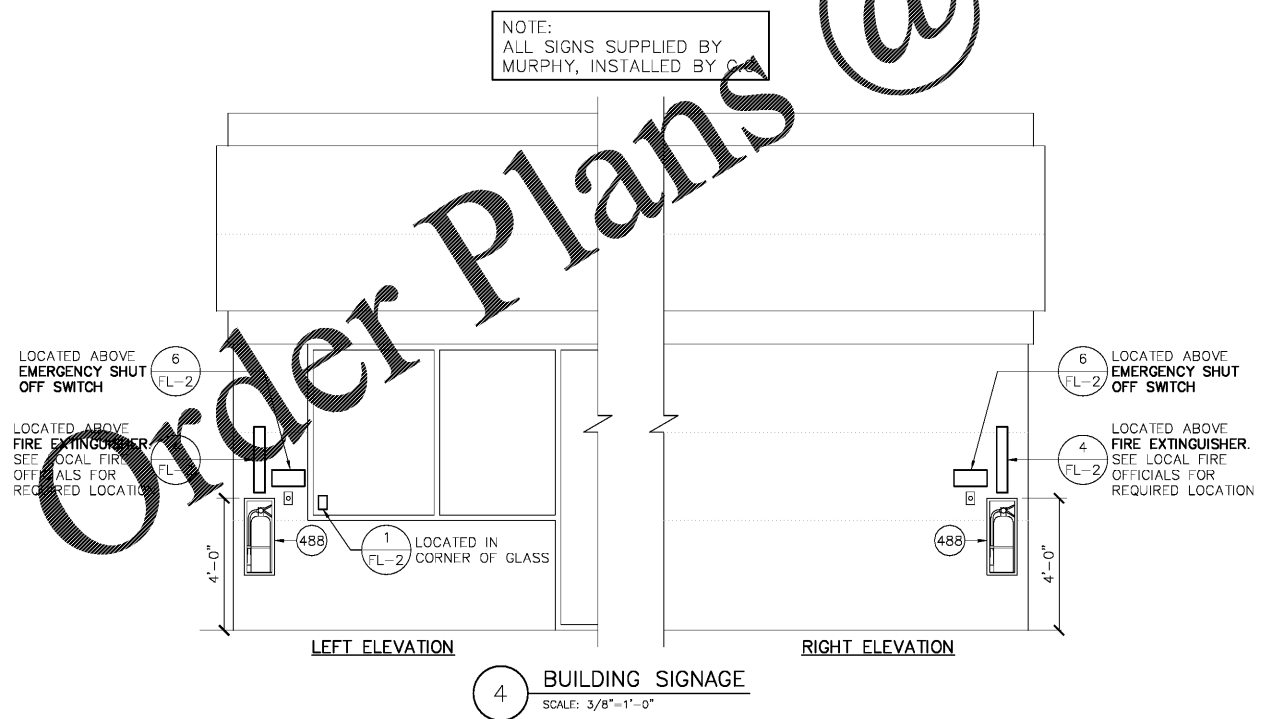 NOTE:
ALL SIGNS SUPPLIED BY
MURPHY, INSTALLED BY G.C.
Order Plans @
LOCATED ABOVE
EMERGENCY SHUT
OFF SWITCH
6
FL-2
LOCATED ABOVE
FIRE EXTINGUISHER.
SEE LOCAL FIRE
OFFICIALS FOR
REQUIRED LOCATION
FL-2
488
4'-0"
1
FL-2
LOCATED IN
CORNER OF GLASS
6
FL-2
LOCATED ABOVE
EMERGENCY SHUT
OFF SWITCH
4
FL-2
LOCATED ABOVE
FIRE EXTINGUISHER.
SEE LOCAL FIRE
OFFICIALS FOR
REQUIRED LOCATION
488
4'-0"
LEFT ELEVATION
RIGHT ELEVATION
4
BUILDING SIGNAGE
SCALE: 3/8"=1'-0"